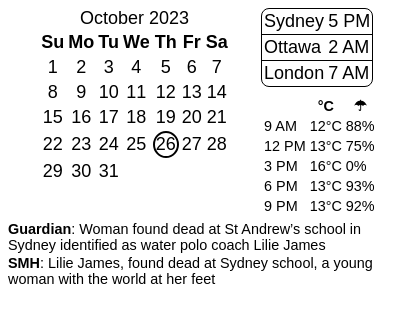 October 2023
Su Mo Tu We Th Fr Sa
1 2 3 4 5 6 7
8 9 10 11 12 13 14
15 16 17 18 19 20 21
22 23 24 25 26 27 28
29 30 31
Sydney 5 PM
Ottawa 2 AM
London 7 AM
°C ☂
9 AM 12°C 88%
12 PM 13°C 75%
3 PM 16°C 0%
6 PM 13°C 93%
9 PM 13°C 92%
Guardian: Woman found dead at St Andrew’s school in
Sydney identified as water polo coach Lilie James
SMH: Lilie James, found dead at Sydney school, a young
woman with the world at her feet